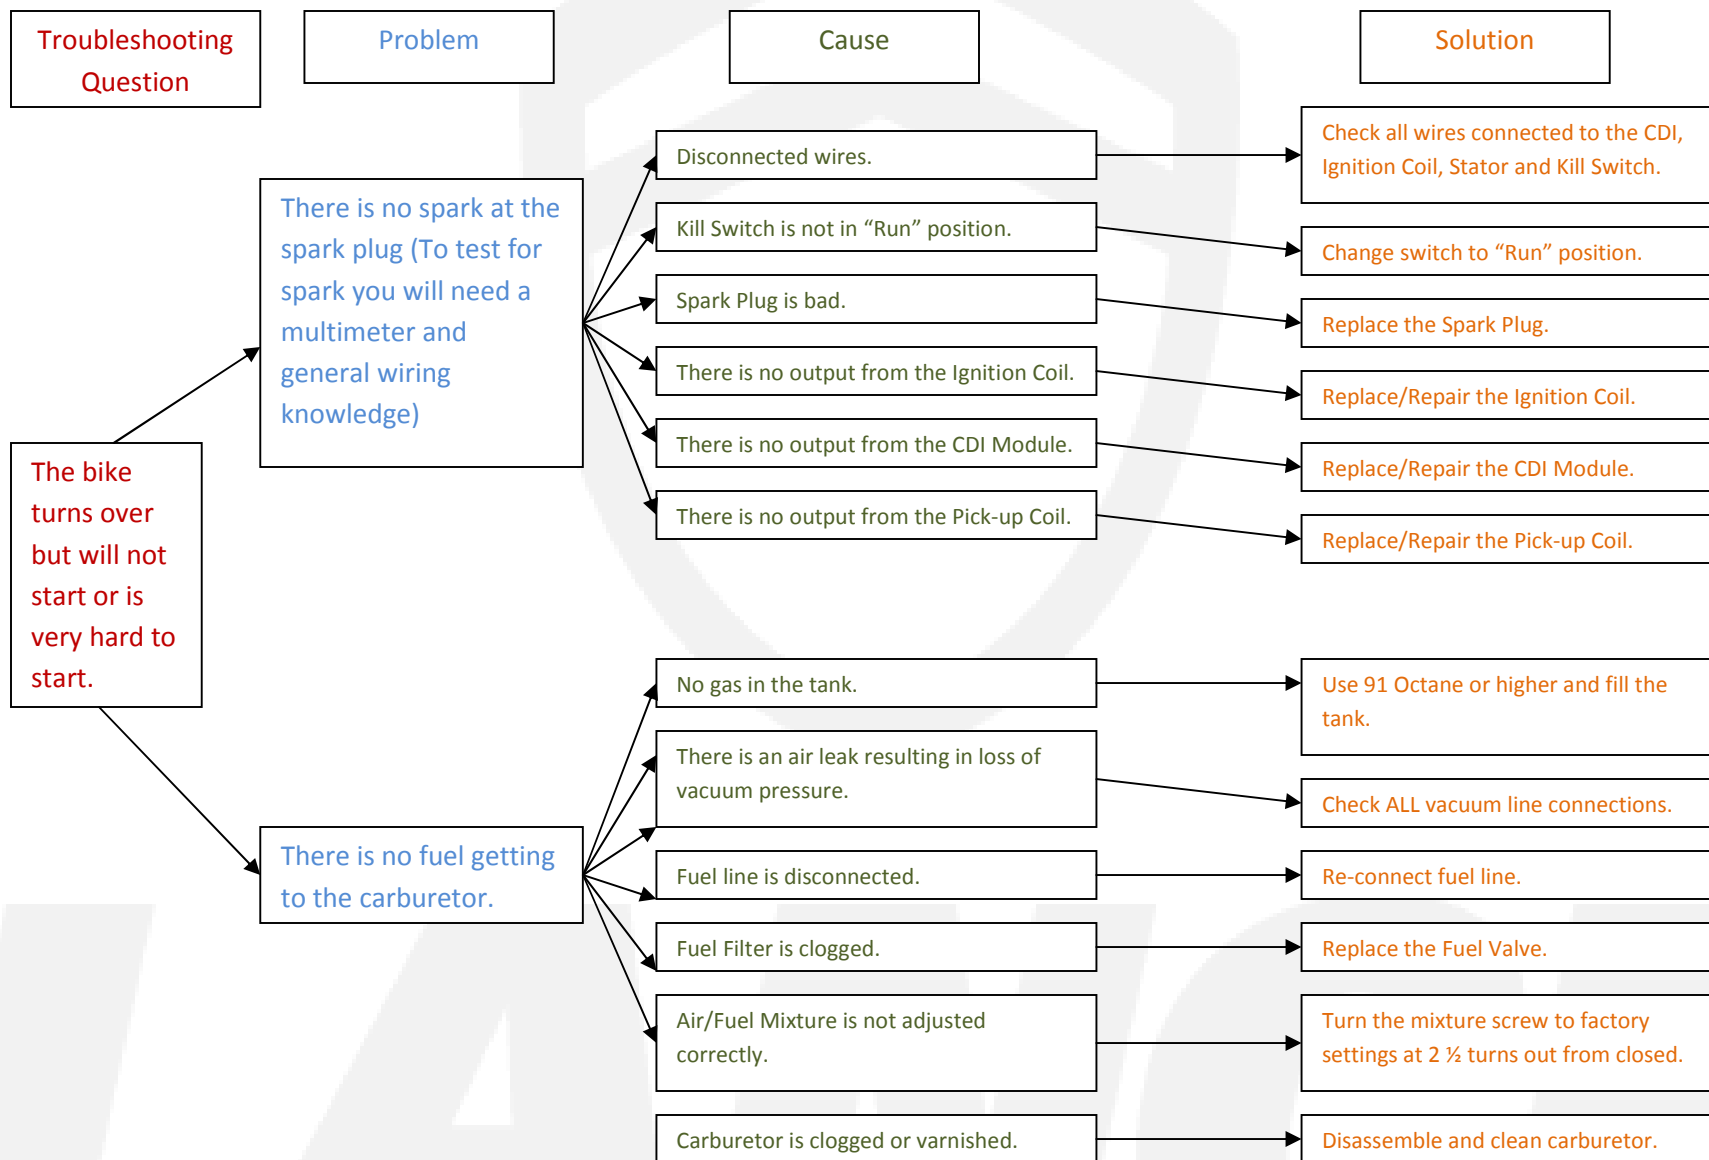 Troubleshooting
Question
Problem
Cause
Solution
The bike
turns over
but will not
start or is
very hard to
start.
There is no spark at the
spark plug (To test for
spark you will need a
multimeter and
general wiring
knowledge)
Disconnected wires.
Check all wires connected to the CDI,
Ignition Coil, Stator and Kill Switch.
Kill Switch is not in “Run” position.
Change switch to “Run” position.
Spark Plug is bad.
Replace the Spark Plug.
There is no output from the Ignition Coil.
Replace/Repair the Ignition Coil.
There is no output from the CDI Module.
Replace/Repair the CDI Module.
There is no output from the Pick-up Coil.
Replace/Repair the Pick-up Coil.
There is no fuel getting
to the carburetor.
No gas in the tank.
Use 91 Octane or higher and fill the
tank.
There is an air leak resulting in loss of
vacuum pressure.
Check ALL vacuum line connections.
Fuel line is disconnected.
Re-connect fuel line.
Fuel Filter is clogged.
Replace the Fuel Valve.
Air/Fuel Mixture is not adjusted
correctly.
Turn the mixture screw to factory
settings at 2 ½ turns out from closed.
Carburetor is clogged or varnished.
Disassemble and clean carburetor.